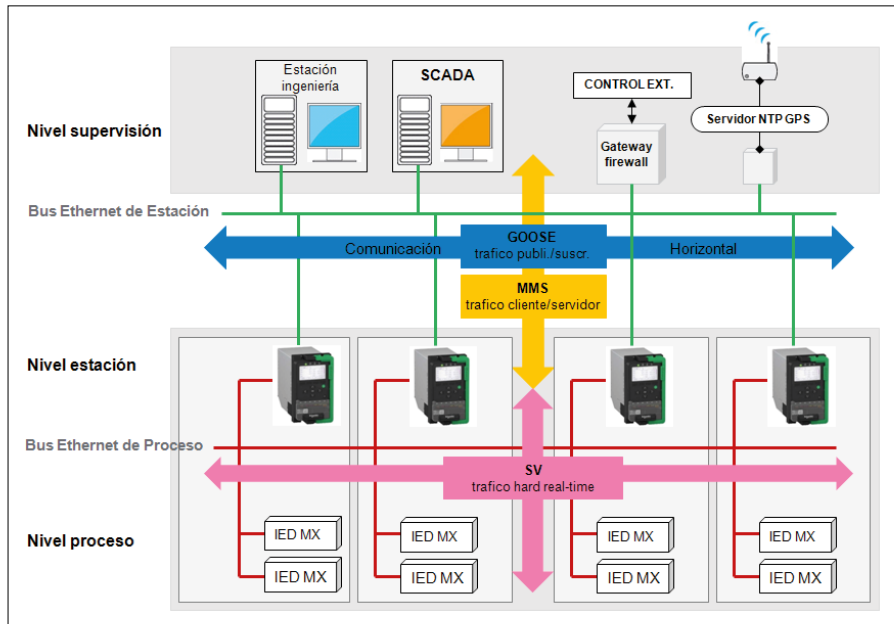 Estación
ingeniería
SCADA
CONTROL EXT.
Servidor NTP GPS
Gateway
firewall
Nivel supervisión
Bus Ethernet de Estación
GOOSE
Comunicación
trafico publi./suscr.
Horizontal
MMS
trafico cliente/servidor
Nivel estación
Bus Ethernet de Proceso
SV
trafico hard real-time
Nivel proceso
IED MX
IED MX
IED MX
IED MX
IED MX
IED MX
IED MX
IED MX